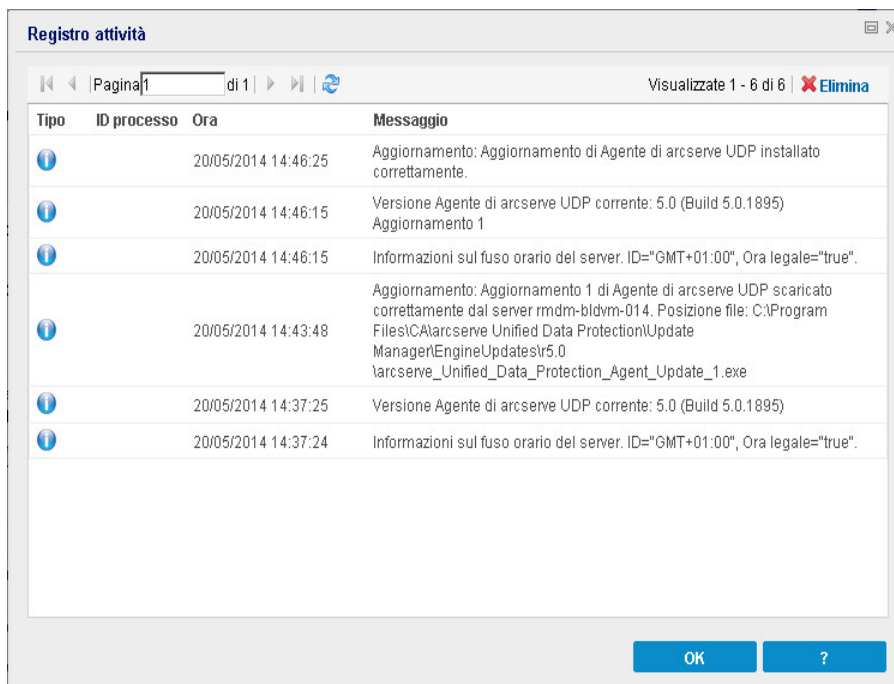 Registro attività
Pagina 1 di 1 Visualizzate 1 - 6 di 6 Elimina
Tipo ID processo Ora Messaggio
20/05/2014 14:46:25 Aggiornamento: Aggiornamento di Agente di arcserve UDP installato
correttamente.
20/05/2014 14:46:15 Versione Agente di arcserve UDP corrente: 5.0 (Build 5.0.1895)
Aggiornamento 1
20/05/2014 14:46:15 Informazioni sul fuso orario del server. ID="GMT+01:00", Ora legale="true".
Aggiornamento: Aggiornamento 1 di Agente di arcserve UDP scaricato
correttamente dal server rmdm-bldvm-014. Posizione file: C:\Program
20/05/2014 14:43:48 Files\CA\arcserve Unified Data Protection\Update
Manager\EngineUpdates\r5.0
\arcserve_Unified_Data_Protection_Agent_Update_1.exe
20/05/2014 14:37:25 Versione Agente di arcserve UDP corrente: 5.0 (Build 5.0.1895)
20/05/2014 14:37:24 Informazioni sul fuso orario del server. ID="GMT+01:00", Ora legale="true".
OK ?